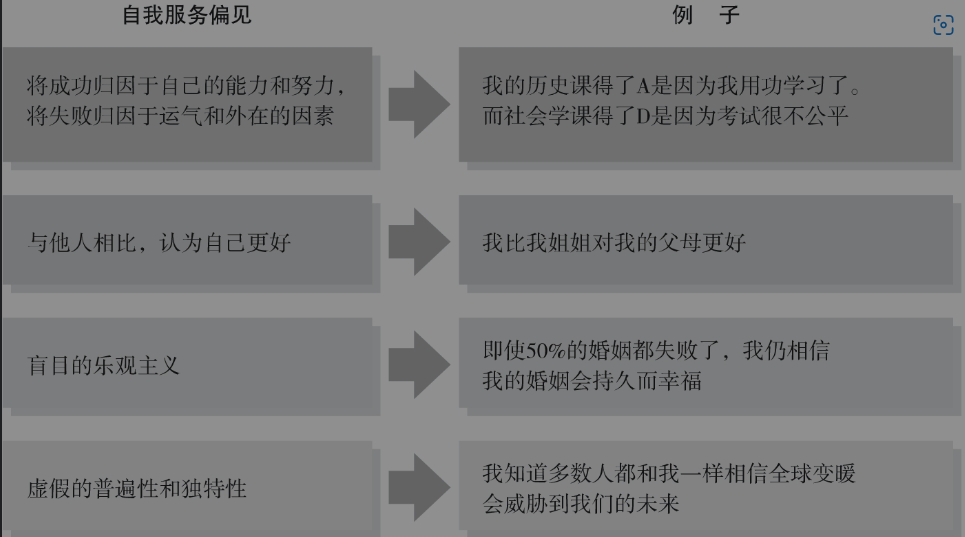 自我服务偏见
例 子
将成功归因于自己的能力和努力，
将失败归因于运气和外在的因素
我的历史课得了A是因为我用功学习了。
而社会学课得了D是因为考试很不公平
与他人相比，认为自己更好
我比我姐姐对我的父母更好
盲目的乐观主义
即使50%的婚姻都失败了，我仍相信
我的婚姻会持久而幸福
虚假的普遍性和独特性
我知道多数人都和我一样相信全球变暖
会威胁到我们的未来